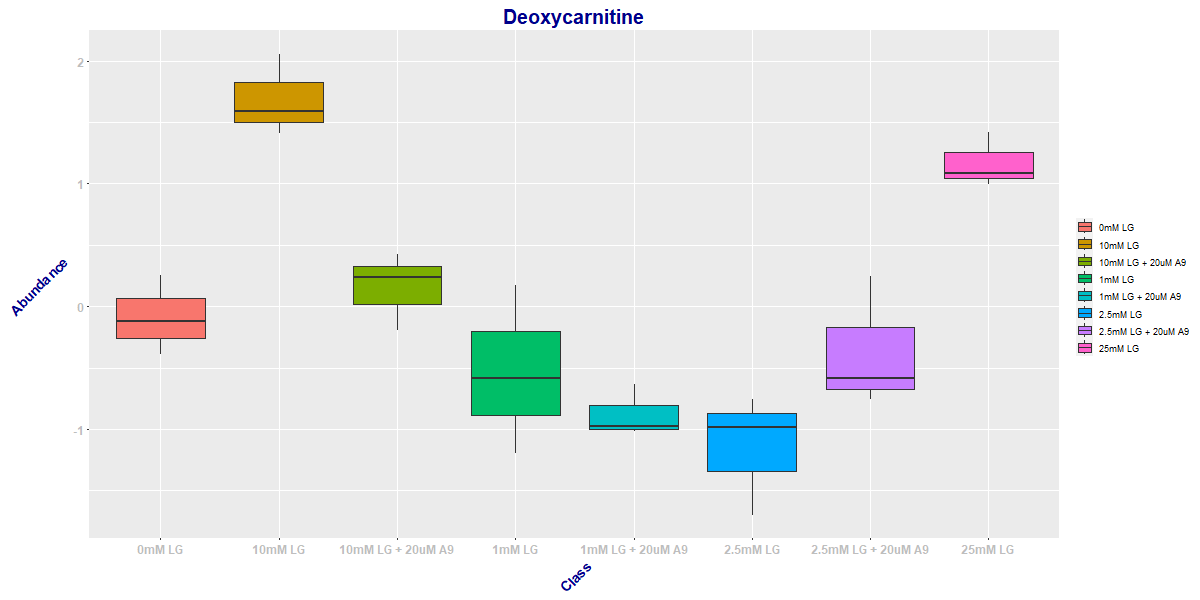 Deoxycarnitine
Abundance
2
1
0
-1
0mM LG
10mM LG
10mM LG + 20uM A9
1mM LG
1mM LG + 20uM A9
2.5mM LG
2.5mM LG + 20uM A9
25mM LG
Class
0mM LG
10mM LG
10mM LG + 20uM A9
1mM LG
1mM LG + 20uM A9
2.5mM LG
2.5mM LG + 20uM A9
25mM LG